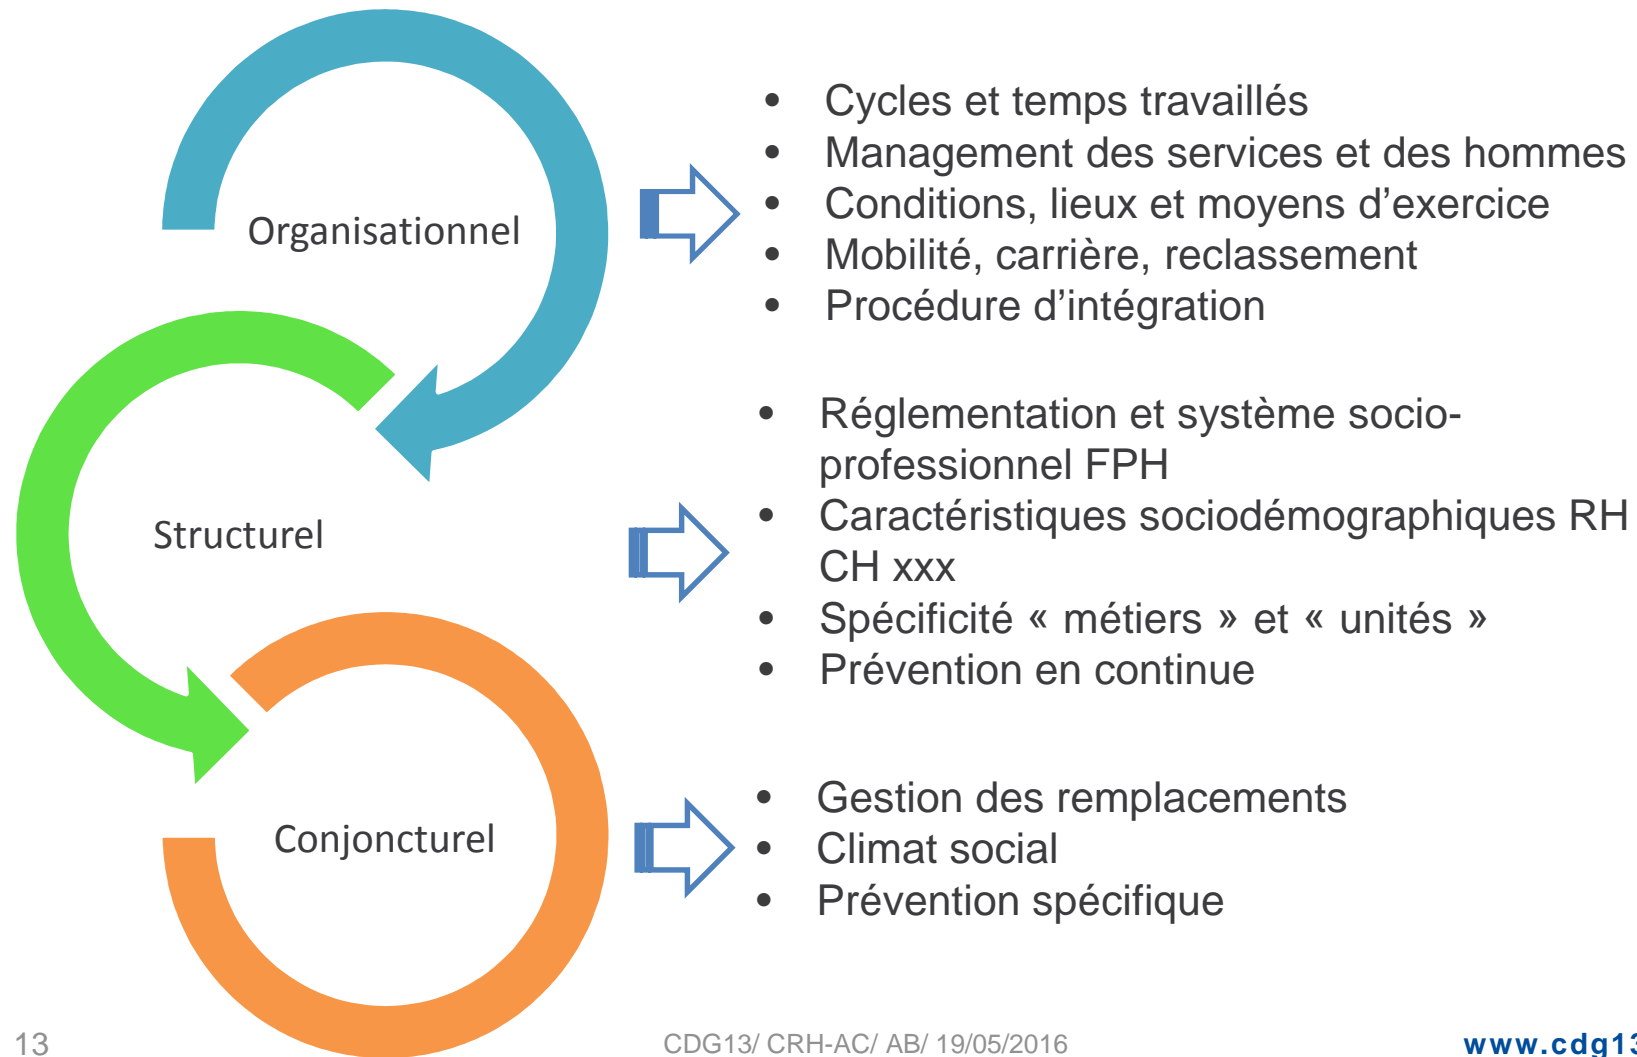 Organisationnel
• Cycles et temps travaillés
• Management des services et des hommes
• Conditions, lieux et moyens d’exercice
• Mobilité, carrière, reclassement
• Procédure d’intégration
Structurel
• Réglementation et système socio-
professionnel FPH
• Caractéristiques sociodémographiques RH
CH xxx
• Spécificité « métiers » et « unités »
• Prévention en continue
Conjoncturel
• Gestion des remplacements
• Climat social
• Prévention spécifique
13
CDG13/ CRH-AC/ AB/ 19/05/2016
www.cdg13